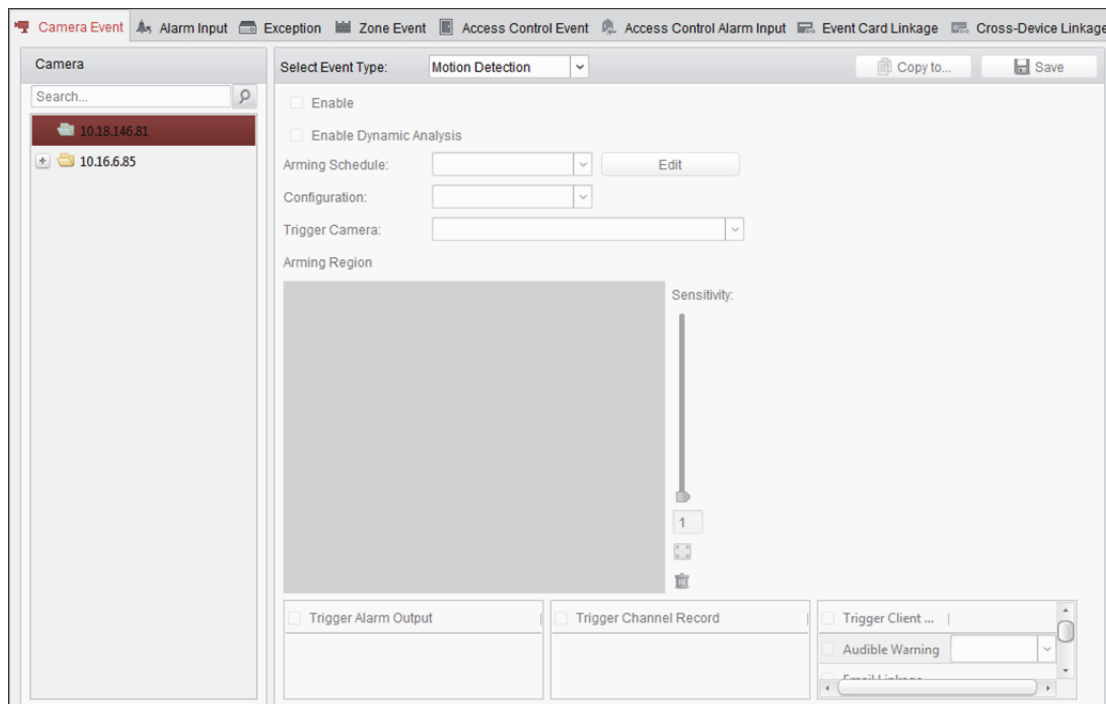 Camera Event Alarm Input Exception Zone Event Access Control Event Access Control Alarm Input Event Card Linkage Cross-Device Linkage
Camera
Search...
10.18.146.81
10.16.6.85
Select Event Type: Motion Detection Copy to... Save
Enable
Enable Dynamic Analysis
Arming Schedule: Edit
Configuration:
Trigger Camera:
Arming Region
Sensitivity:
1
Trigger Alarm Output Trigger Channel Record Trigger Client ...
Audible Warning
Email Linkage